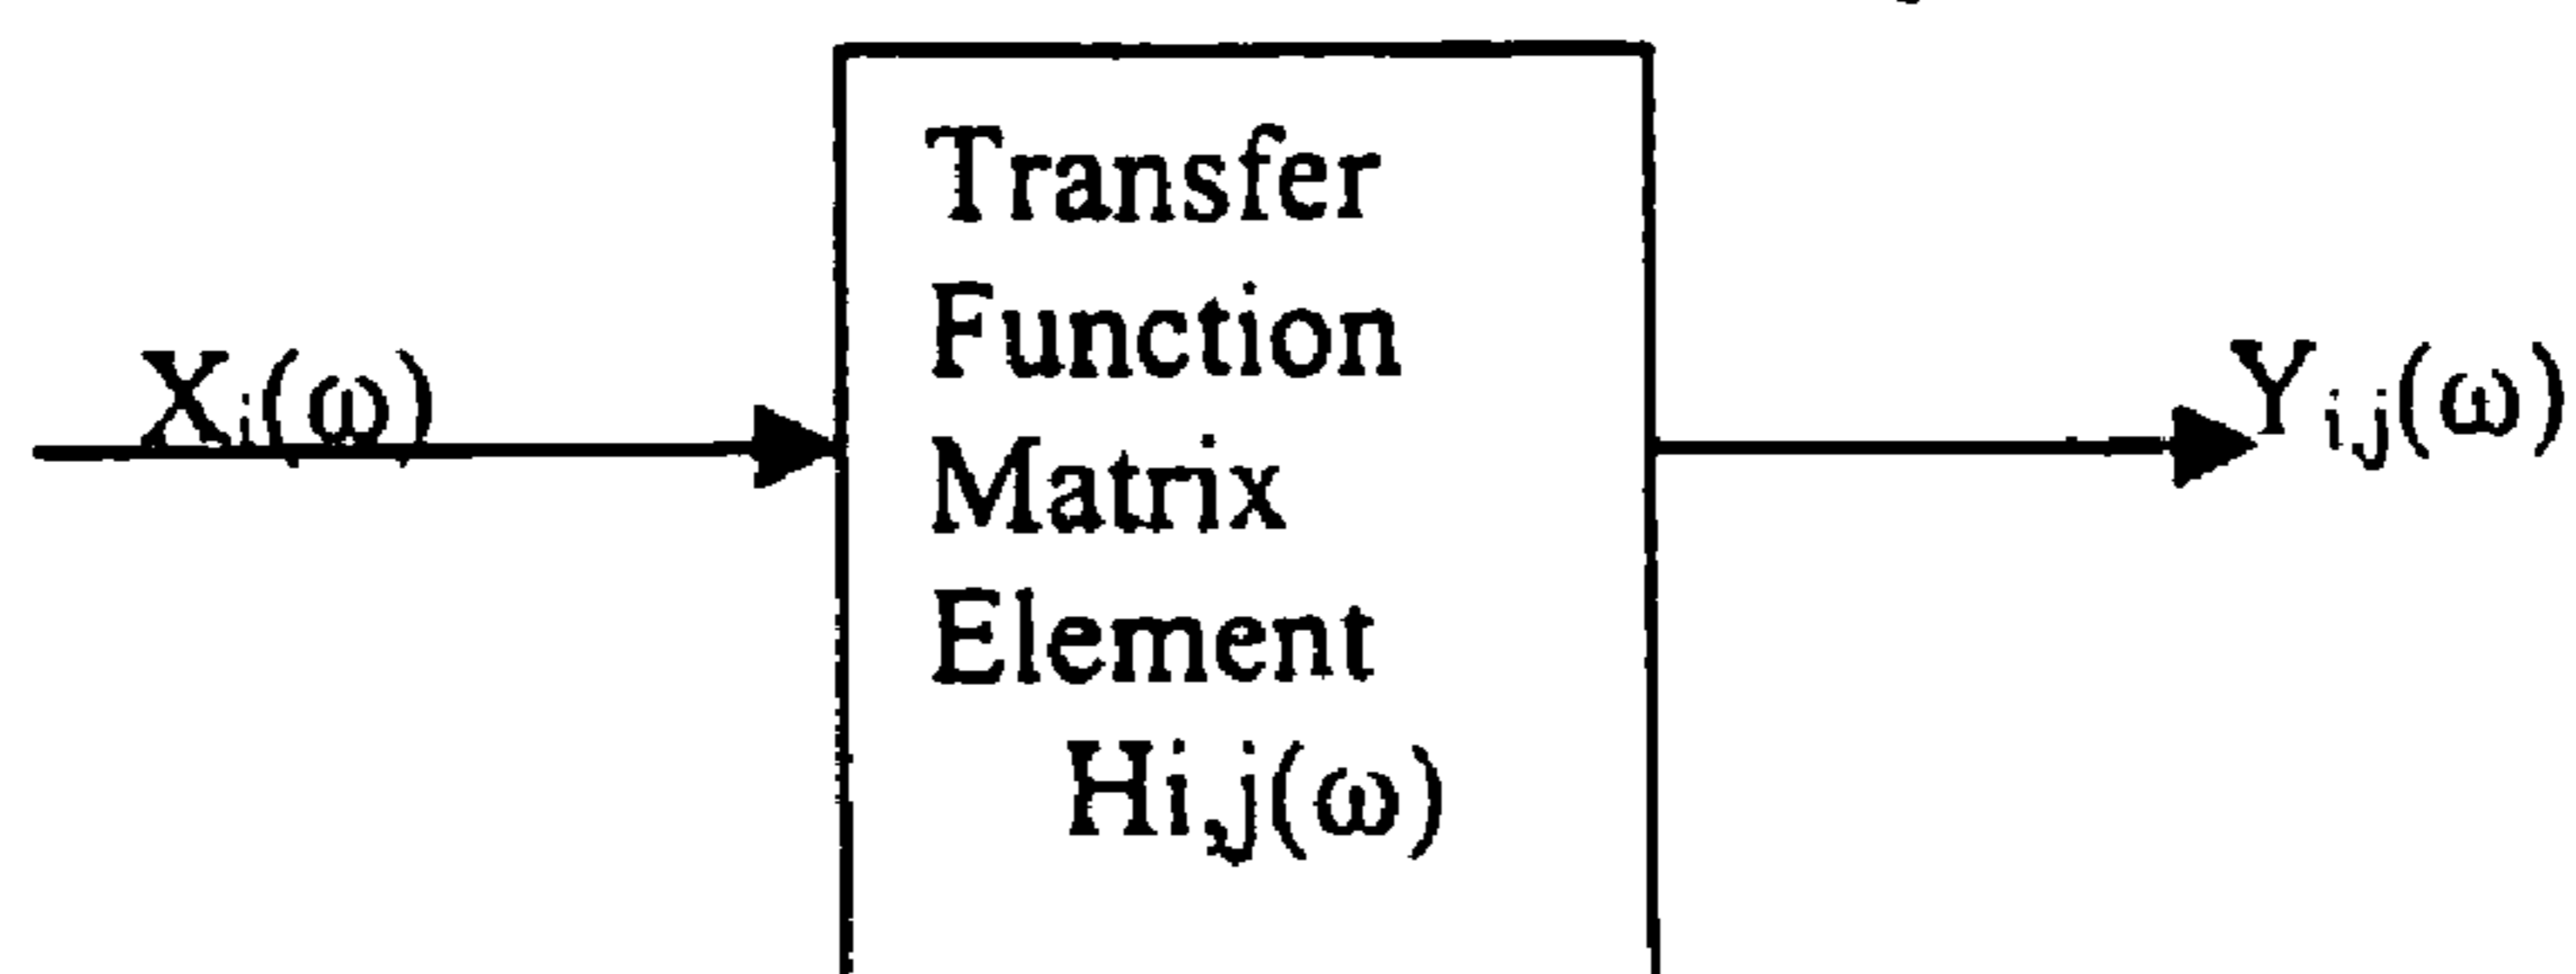 Transfer
Function
Matrix
Element
Hi,j(ω)
Xᵢ(ω)
Yᵢ,ⱼ(ω)